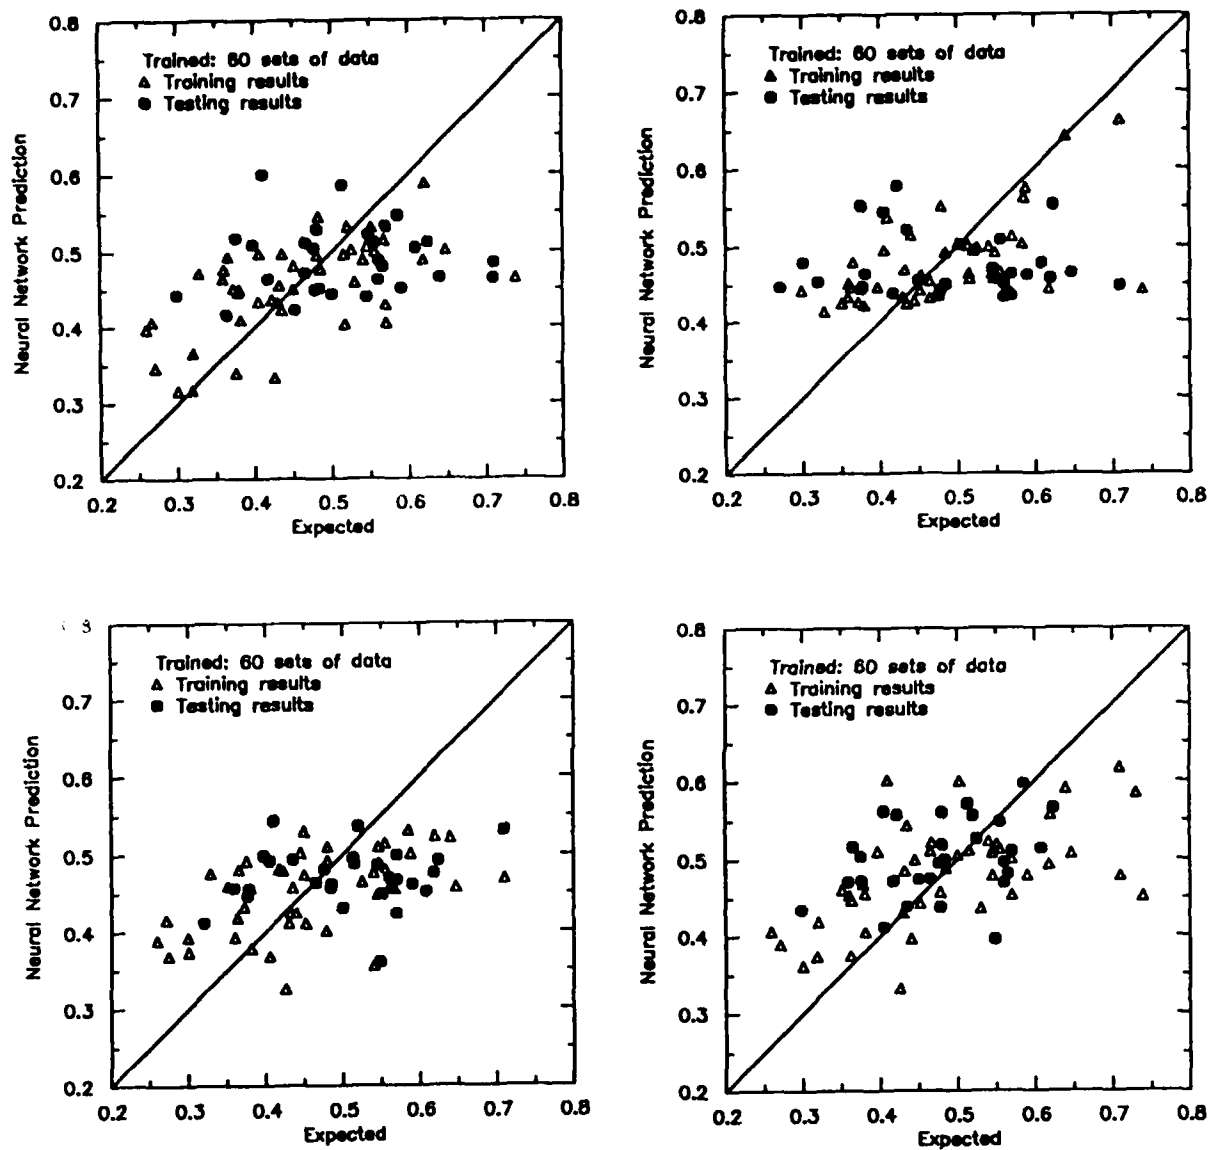 0.8
Trained: 60 sets of data
Training results
Testing results
0.7
0.6
0.5
0.4
0.3
0.2
Neural Network Prediction
0.2 0.3 0.4 0.5 0.6 0.7 0.8
Expected
0.8
Trained: 60 sets of data
Training results
Testing results
0.7
0.6
0.5
0.4
0.3
0.2
Neural Network Prediction
0.2 0.3 0.4 0.5 0.6 0.7 0.8
Expected
Trained: 60 sets of data
Training results
Testing results
0.7
0.6
0.5
0.4
0.3
0.2
Neural Network Prediction
0.2 0.3 0.4 0.5 0.6 0.7 0.8
Expected
0.8
Trained: 60 sets of data
Training results
Testing results
0.7
0.6
0.5
0.4
0.3
0.2
Neural Network Prediction
0.2 0.3 0.4 0.5 0.6 0.7 0.8
Expected